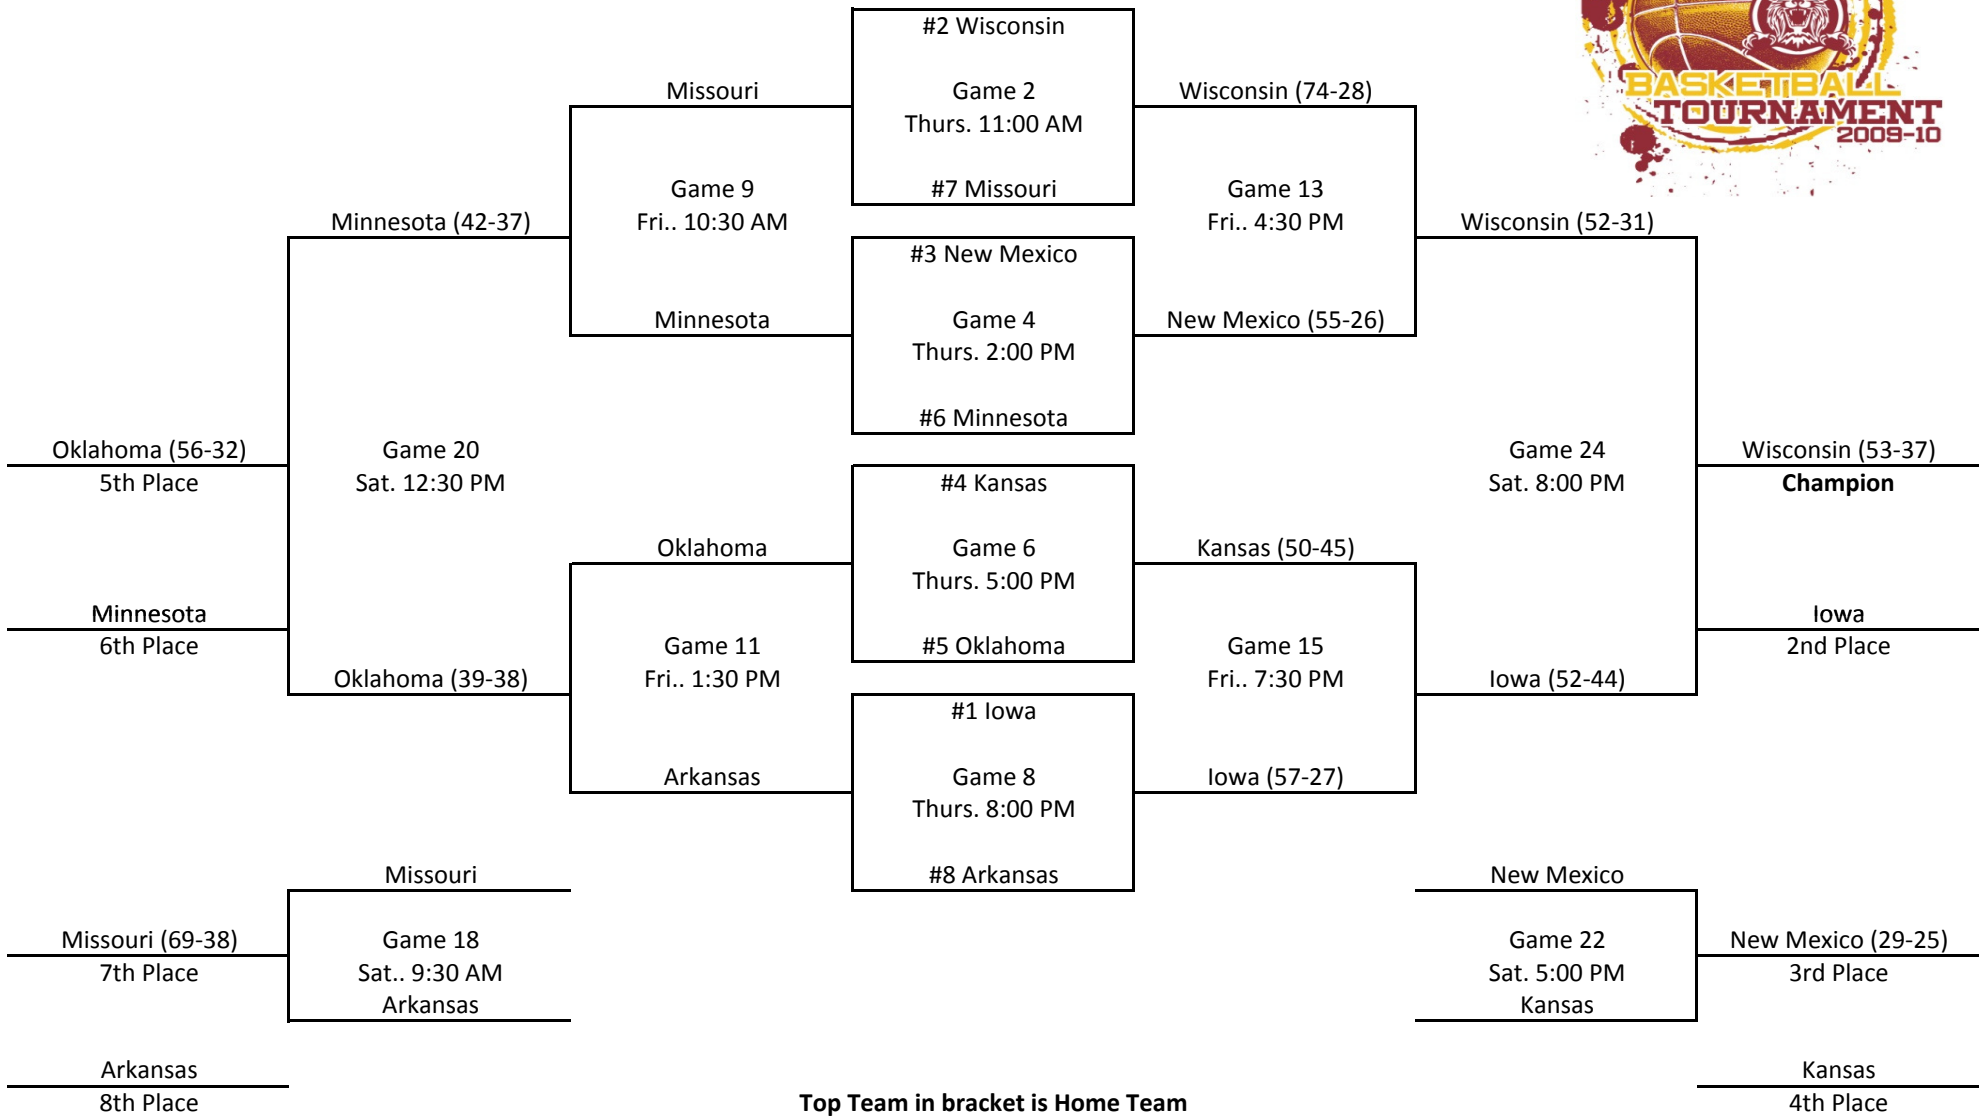 #2 Wisconsin
Missouri
Game 2
Wisconsin (74-28)
Thurs. 11:00 AM
BASKETBALL
TOURNAMENT
2009-10
Game 9
#7 Missouri
Game 13
Minnesota (42-37)
Fri.. 10:30 AM
Fri.. 4:30 PM
Wisconsin (52-31)
#3 New Mexico
Minnesota
Game 4
New Mexico (55-26)
Thurs. 2:00 PM
#6 Minnesota
Oklahoma (56-32)
Game 20
Game 24
Wisconsin (53-37)
5th Place
Sat. 12:30 PM
#4 Kansas
Sat. 8:00 PM
Champion
Oklahoma
Game 6
Kansas (50-45)
Thurs. 5:00 PM
Minnesota
Iowa
6th Place
Game 11
#5 Oklahoma
Game 15
2nd Place
Oklahoma (39-38)
Fri.. 1:30 PM
Fri.. 7:30 PM
Iowa (52-44)
#1 Iowa
Arkansas
Game 8
Iowa (57-27)
Thurs. 8:00 PM
Missouri
#8 Arkansas
New Mexico
Missouri (69-38)
Game 18
Game 22
New Mexico (29-25)
7th Place
Sat.. 9:30 AM
Sat. 5:00 PM
3rd Place
Arkansas
Kansas
Arkansas
Kansas
8th Place
Top Team in bracket is Home Team
4th Place